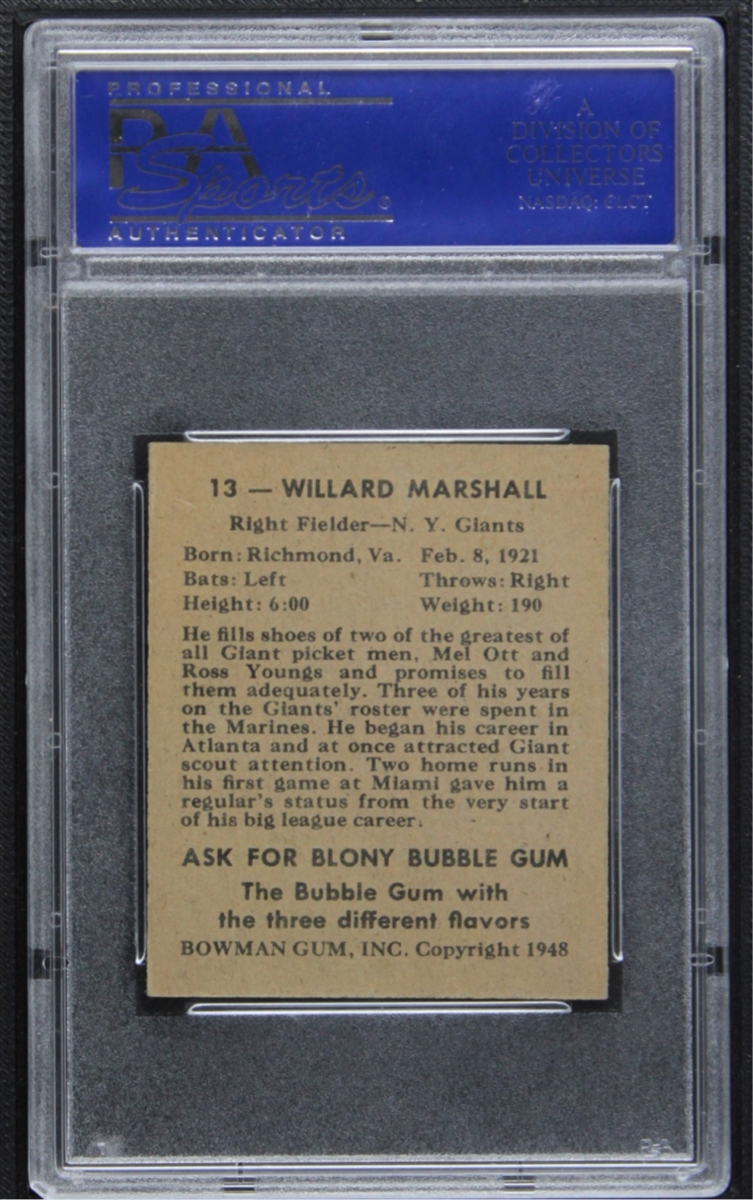 PROFESSIONAL
PSA
Sports®
AUTHENTICATOR
A
DIVISION OF
COLLECTORS
UNIVERSE
NASDAQ: CLCT
13 — WILLARD MARSHALL
Right Fielder—N. Y. Giants
Born: Richmond, Va. Feb. 8, 1921
Bats: Left Throws: Right
Height: 6:00 Weight: 190
He fills shoes of two of the greatest of
all Giant picket men, Mel Ott and
Ross Youngs and promises to fill
them adequately. Three of his years
on the Giants' roster were spent in
the Marines. He began his career in
Atlanta and at once attracted Giant
scout attention. Two home runs in
his first game at Miami gave him a
regular's status from the very start
of his big league career.
ASK FOR BLONY BUBBLE GUM
The Bubble Gum with
the three different flavors
BOWMAN GUM, INC. Copyright 1948
PSA